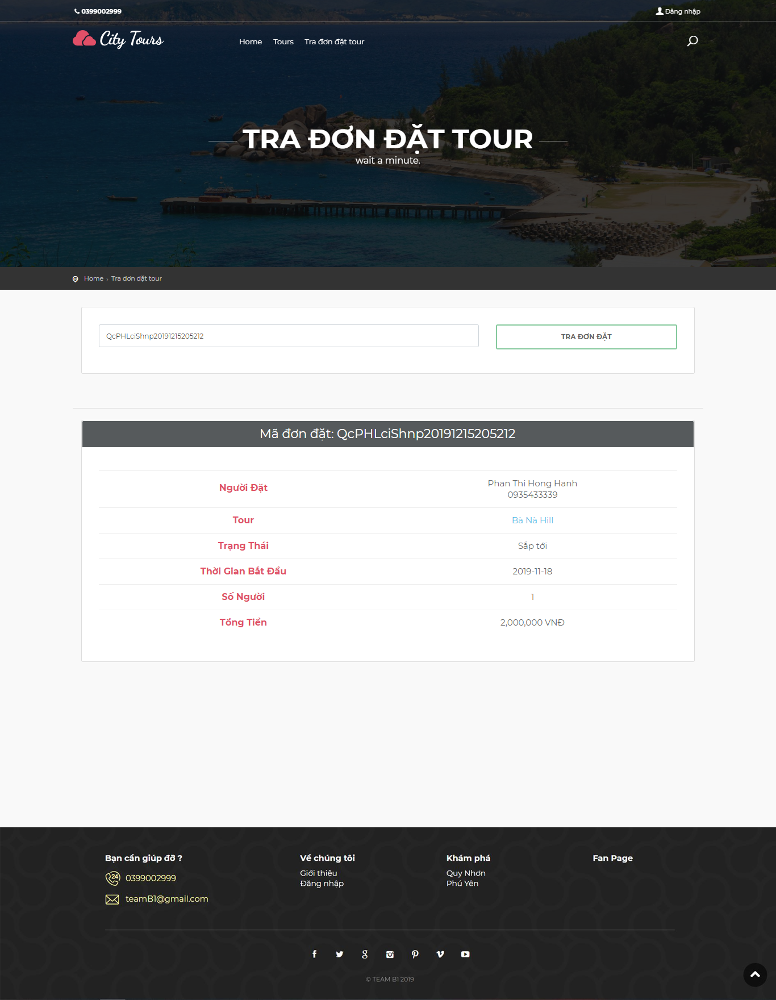 0399002999
Đăng nhập
City Tours
Home
Tours
Tra đơn đặt tour
TRA ĐƠN ĐẶT TOUR
wait a minute.
Home › Tra đơn đặt tour
QcPHLciShnp20191215205212
TRA ĐƠN ĐẶT
Mã đơn đặt: QcPHLciShnp20191215205212
Người Đặt
Phan Thi Hong Hanh
0935433339
Tour
Bà Nà Hill
Trạng Thái
Sắp tới
Thời Gian Bắt Đầu
2019-11-18
Số Người
1
Tổng Tiền
2,000,000 VNĐ
Bạn cần giúp đỡ ?
24
0399002999
teamB1@gmail.com
Về chúng tôi
Giới thiệu
Đăng nhập
Khám phá
Quy Nhơn
Phú Yên
Fan Page
© TEAM B1 2019